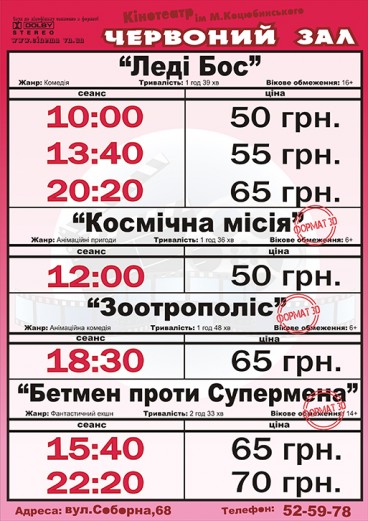 Кінотеатр ім М.Коцюбинського
DOLBY
STEREO
www.cinema.vn.ua
ЧЕРВОНИЙ ЗАЛ
“Леді Бос”
Жанр: Комедія Тривалість: 1 год 39 хв Вікове обмеження: 16+
сеанс ціна
10:00 50 грн.
13:40 55 грн.
20:20 65 грн.
“Космічна місія”
ФОРМАТ 3D
Жанр: Анімаційні пригоди Тривалість: 1 год 36 хв Вікове обмеження: 6+
сеанс ціна
12:00 50 грн.
“Зоотрополіс”
ФОРМАТ 3D
Жанр: Анімаційна комедія Тривалість: 1 год 48 хв Вікове обмеження: 6+
сеанс ціна
18:30 65 грн.
“Бетмен проти Супермена”
ФОРМАТ 3D
Жанр: Фантастичний екшн Тривалість: 2 год 33 хв Вікове обмеження: 14+
сеанс ціна
15:40 65 грн.
22:20 70 грн.
Адреса: вул.Соборна,68 Телефон: 52-59-78